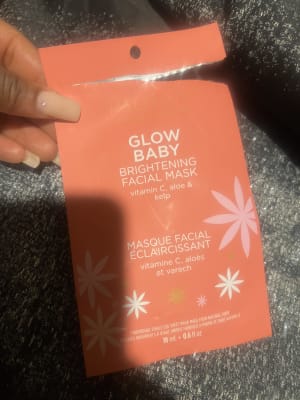 GLOW
BABY
BRIGHTENING
FACIAL MASK
vitamin C, aloe &
kelp
MASQUE FACIAL
ÉCLAIRCISSANT
vitamine C, aloès
et varech